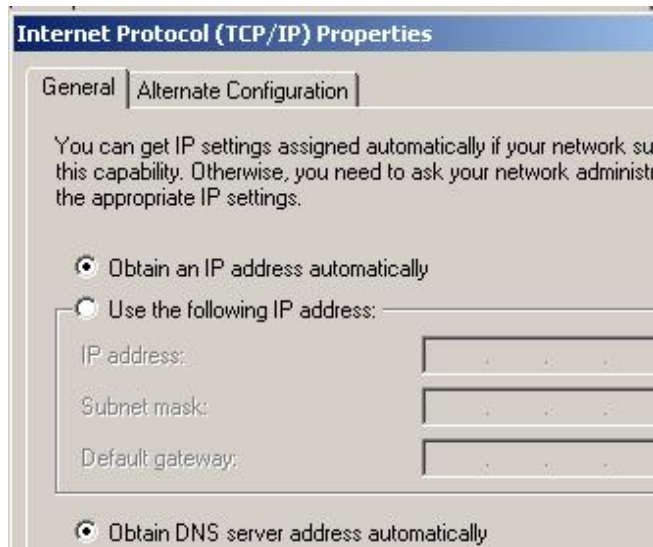 Internet Protocol (TCP/IP) Properties
General
Alternate Configuration
You can get IP settings assigned automatically if your network su
this capability. Otherwise, you need to ask your network administr
the appropriate IP settings.
Obtain an IP address automatically
Use the following IP address:
IP address:
Subnet mask:
Default gateway:
Obtain DNS server address automatically